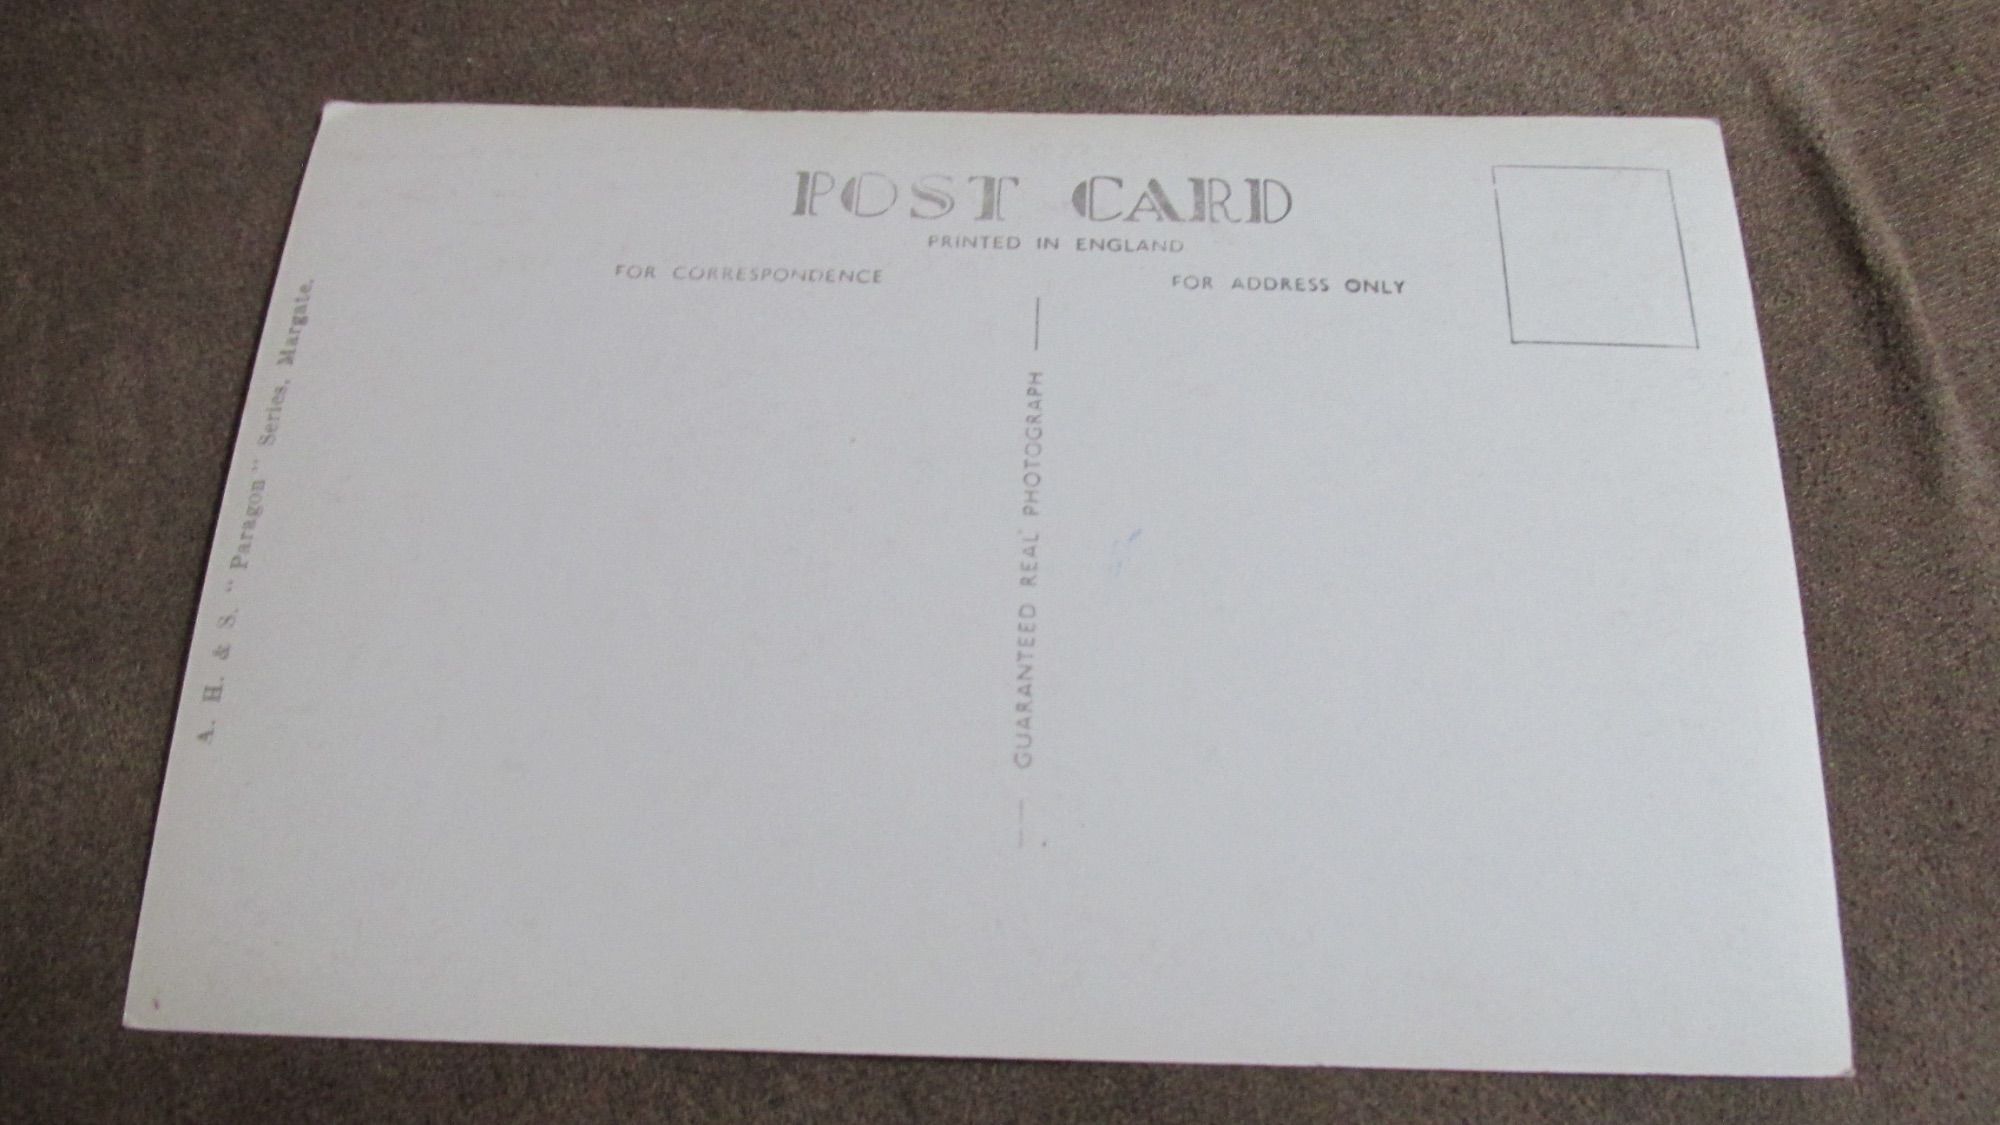 POST CARD
PRINTED IN ENGLAND
FOR CORRESPONDENCE
FOR ADDRESS ONLY
A. H. & S. "Paragon" Series, Margate.
GUARANTEED REAL PHOTOGRAPH